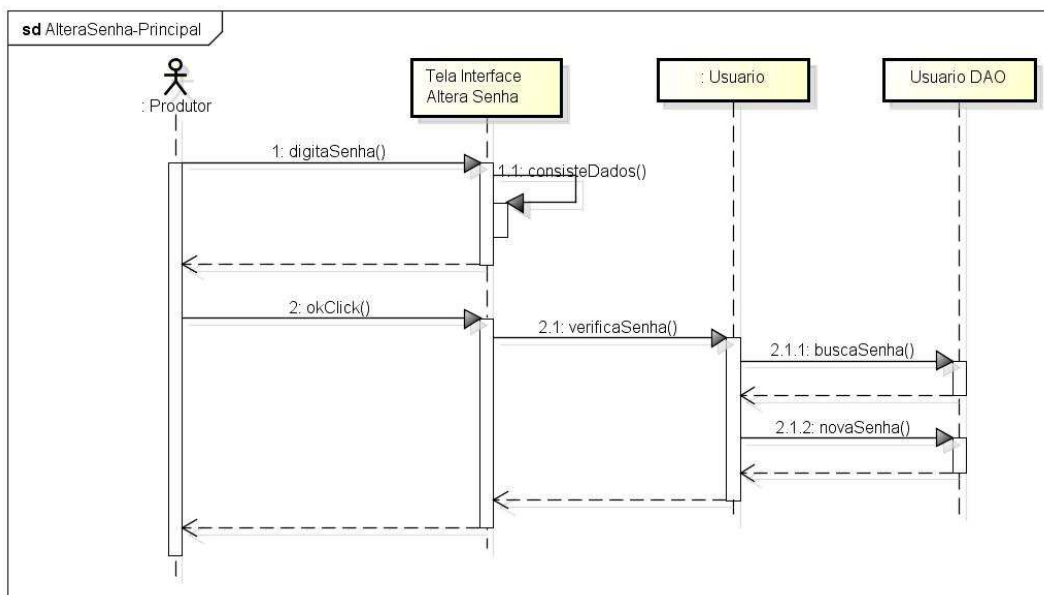 sd AlteraSenha-Principal
: Produtor
Tela Interface
Altera Senha
: Usuario
Usuario DAO
1: digitaSenha()
1.1: consisteDados()
2: okClick()
2.1: verificaSenha()
2.1.1: buscaSenha()
2.1.2: novaSenha()